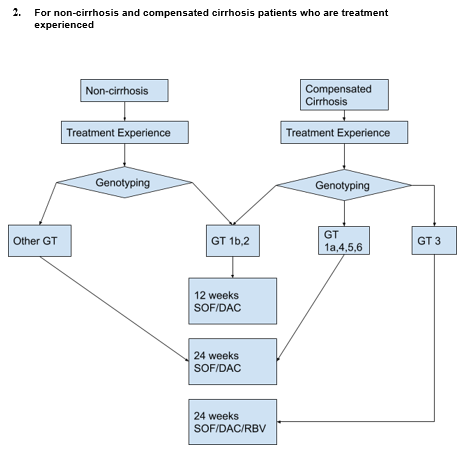 2. For non-cirrhosis and compensated cirrhosis patients who are treatment
experienced
Non-cirrhosis
Compensated
Cirrhosis
Treatment Experience
Treatment Experience
Genotyping
Genotyping
Other GT
GT 1b,2
GT
1a,4,5,6
GT 3
12 weeks
SOF/DAC
24 weeks
SOF/DAC
24 weeks
SOF/DAC/RBV